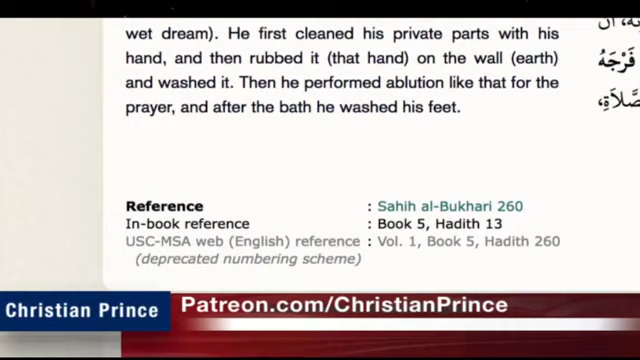 wet dream). He first cleaned his private parts with his
hand, and then rubbed it (that hand) on the wall (earth)
and washed it. Then he performed ablution like that for the
prayer, and after the bath he washed his feet.
فَرْجَهُ
Reference : Sahih al-Bukhari 260
In-book reference : Book 5, Hadith 13
USC-MSA web (English) reference : Vol. 1, Book 5, Hadith 260
(deprecated numbering scheme)
Christian Prince
Patreon.com/ChristianPrince